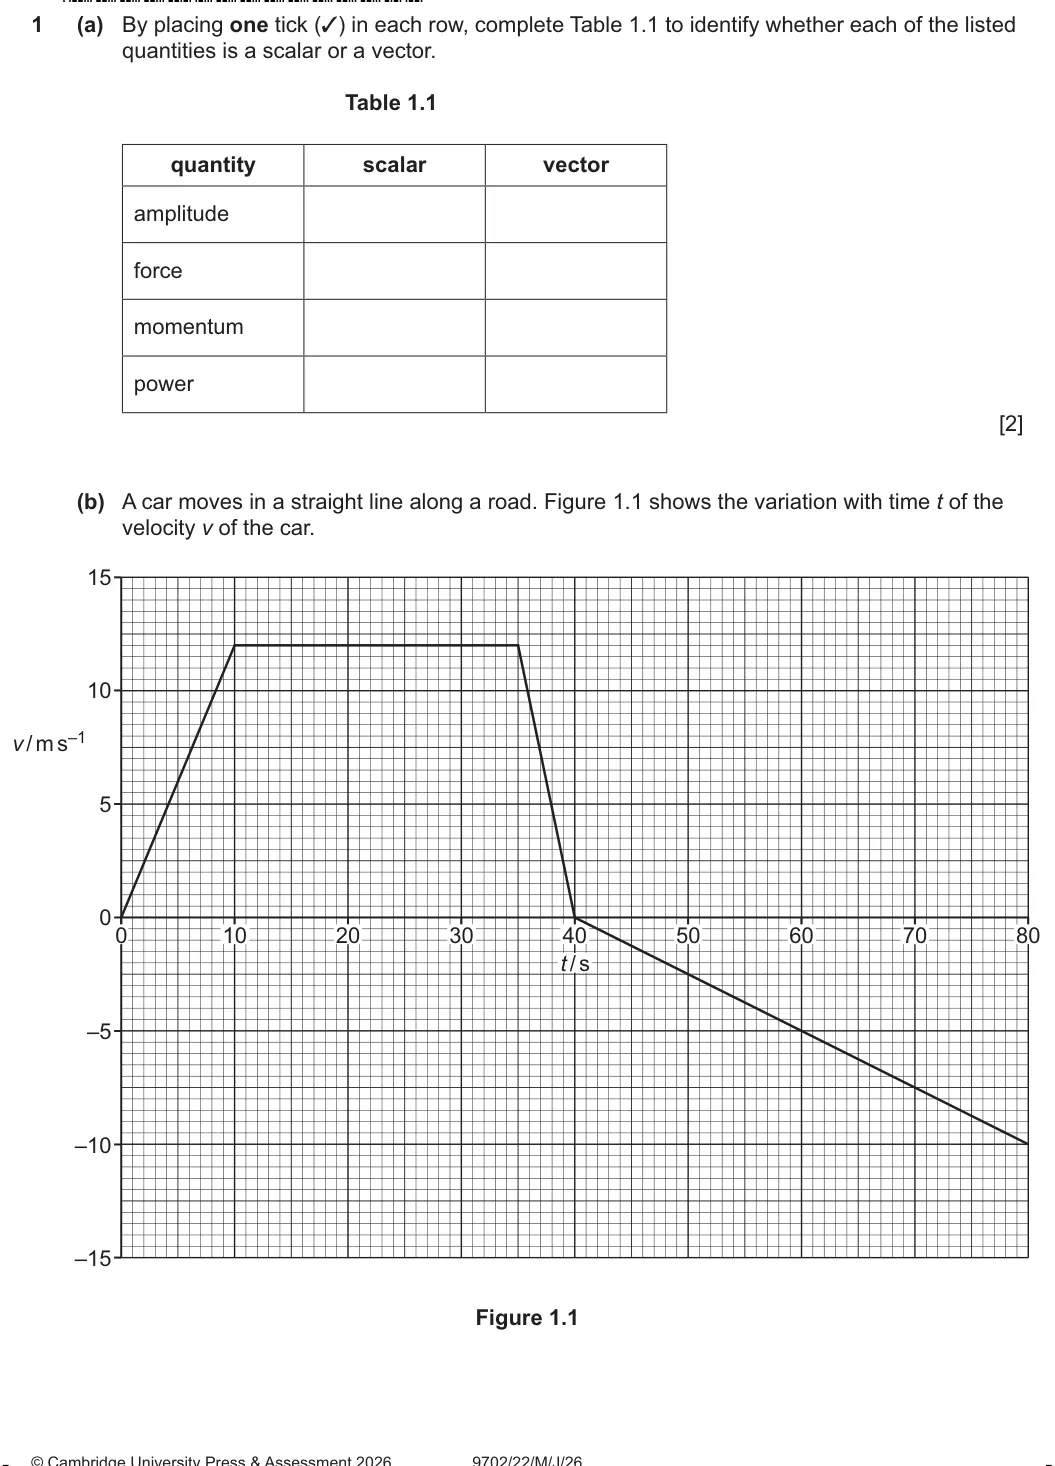 1 (a) By placing one tick (✓) in each row, complete Table 1.1 to identify whether each of the listed
quantities is a scalar or a vector.
Table 1.1
quantity scalar vector
amplitude
force
momentum
power
[2]
(b) A car moves in a straight line along a road. Figure 1.1 shows the variation with time t of the
velocity v of the car.
15
10
v / m s⁻¹
5
0
0 10 20 30 40 50 60 70 80
t / s
–5
–10
–15
Figure 1.1
© Cambridge University Press & Assessment 2026 9702/22/M/J/26